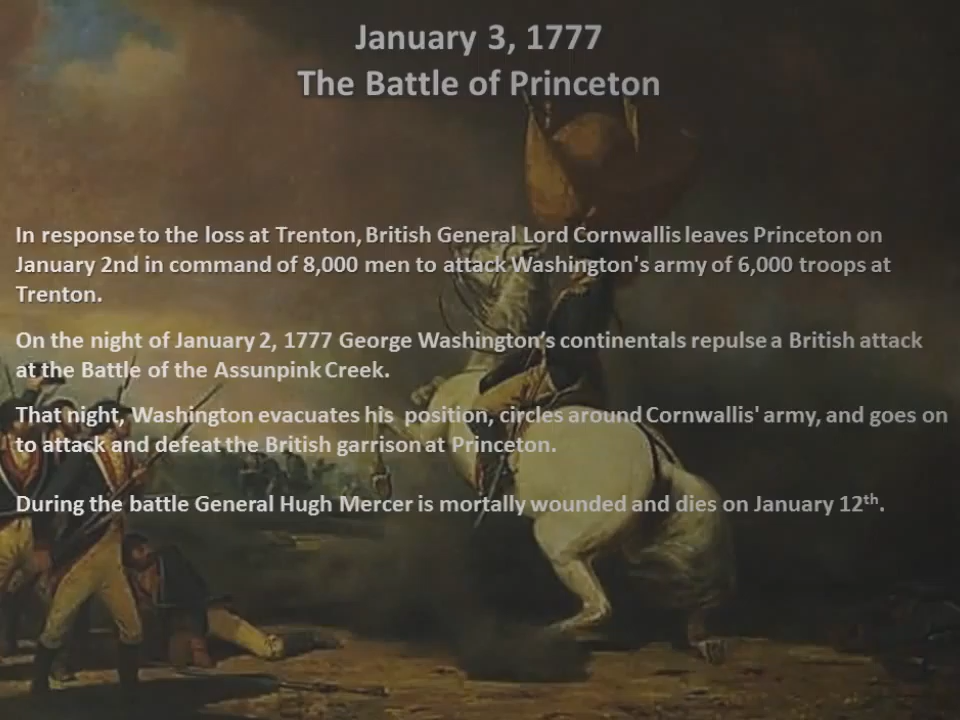 January 3, 1777
The Battle of Princeton
In response to the loss at Trenton, British General Lord Cornwallis leaves Princeton on
January 2nd in command of 8,000 men to attack Washington's army of 6,000 troops at
Trenton.
On the night of January 2, 1777 George Washington’s continentals repulse a British attack
at the Battle of the Assunpink Creek.
That night, Washington evacuates his position, circles around Cornwallis' army, and goes on
to attack and defeat the British garrison at Princeton.
During the battle General Hugh Mercer is mortally wounded and dies on January 12th.